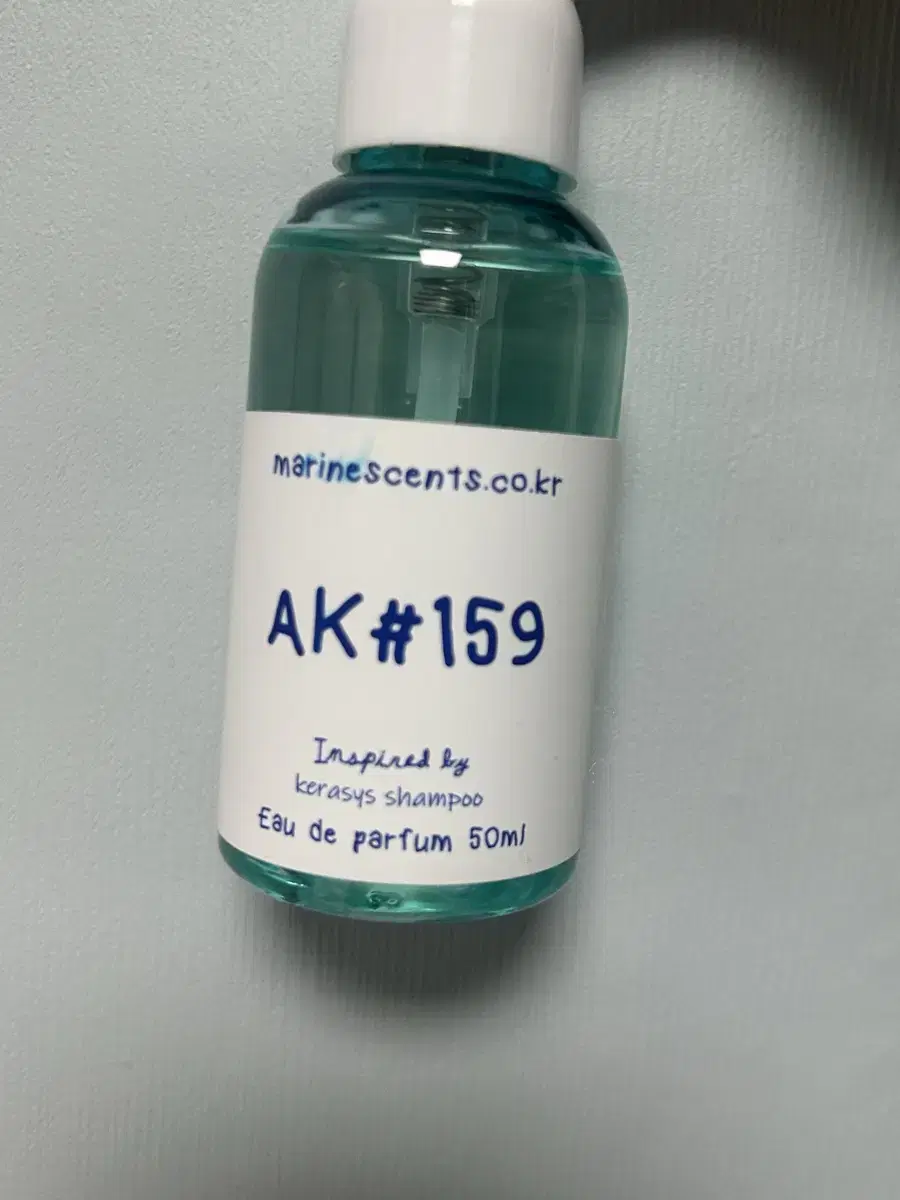 marinescents.co.kr
AK#159
Inspired by
kerasys shampoo
Eau de parfum 50ml